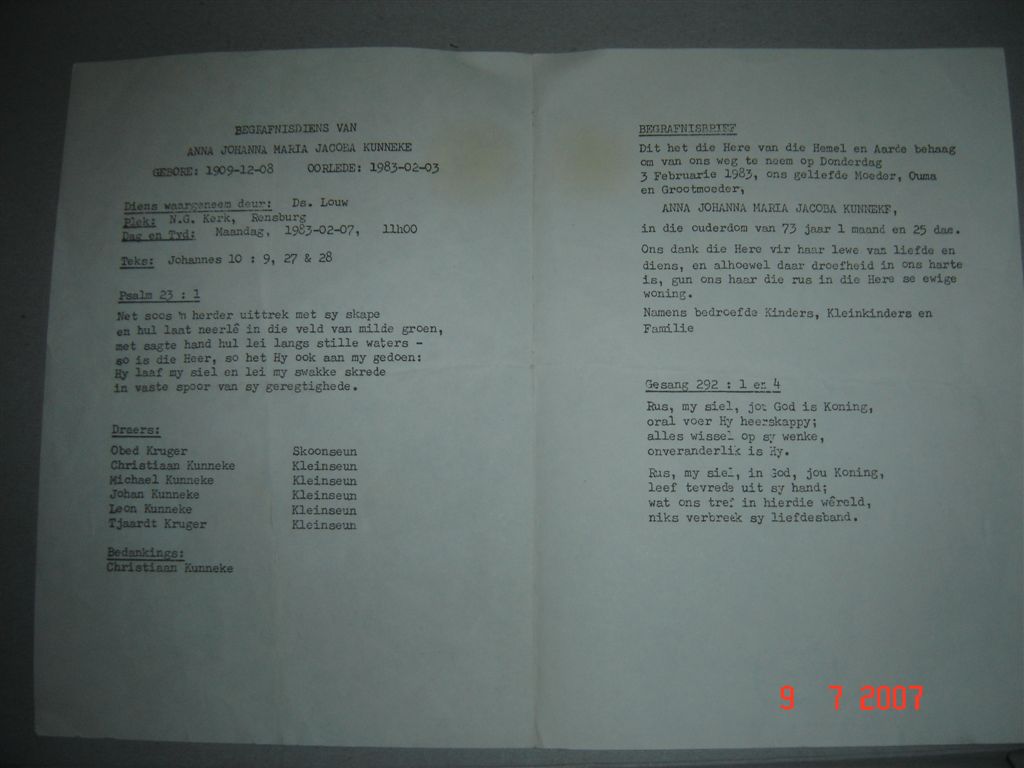 BEGRAFNISDIENS VAN
ANNA JOHANNA MARIA JACOBA KUNNEKE
GEBORE: 1909-12-08 OORLEDE: 1983-02-03
Diens waargeneem deur: Ds. Louw
Plek: N.G. Kerk, Rensburg
Dag en Tyd: Maandag, 1983-02-07, 11h00
Teks: Johannes 10 : 9, 27 & 28
Psalm 23 : 1
Net soos 'n herder uittrek met sy skape
en hul laat neerlê in die veld van milde groen,
met sagte hand hul lei langs stille waters -
so is die Heer, so het Hy ook aan my gedoen:
Hy laaf my siel en lei my swakke skrede
in vaste spoor van sy geregtighede.
Draers:
Obed Kruger Skoonseun
Christiaan Kunneke Kleinseun
Michael Kunneke Kleinseun
Johan Kunneke Kleinseun
Leon Kunneke Kleinseun
Tjaardt Kruger Kleinseun
Bedankings:
Christiaan Kunneke
BEGRAFNISBRIEF
Dit het die Here van die Hemel en Aarde behaag
om van ons weg te neem op Donderdag
3 Februarie 1983, ons geliefde Moeder, Ouma
en Grootmoeder,
ANNA JOHANNA MARIA JACOBA KUNNEKE,
in die ouderdom van 73 jaar 1 maand en 25 dae.
Ons dank die Here vir haar lewe van liefde en
diens, en alhoewel daar droefheid in ons harte
is, gun ons haar die rus in die Here se ewige
woning.
Namens bedroefde Kinders, Kleinkinders en
Familie
Gesang 292 : 1 en 4
Rus, my siel, jou God is Koning,
oral voer Hy heerskappy;
alles wissel op sy wenke,
onveranderlik is Hy.
Rus, my siel, in God, jou Koning,
leef tevrede uit sy hand;
wat ons tref in hierdie wêreld,
niks verbreek sy liefdesband.
9 7 2007